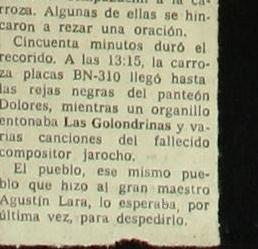 rroza. Algunas de ellas se hin-
caron a rezar una oración.
Cincuenta minutos duró el
recorido. A las 13:15, la carro-
za placas BN-310 llegó hasta
las rejas negras del panteón
Dolores, mientras un organillo
entonaba Las Golondrinas y va-
rias canciones del fallecido
compositor jarocho.
El pueblo, ese mismo pue-
blo que hizo al gran maestro
Agustín Lara, lo esperaba, por
última vez, para despedirlo.